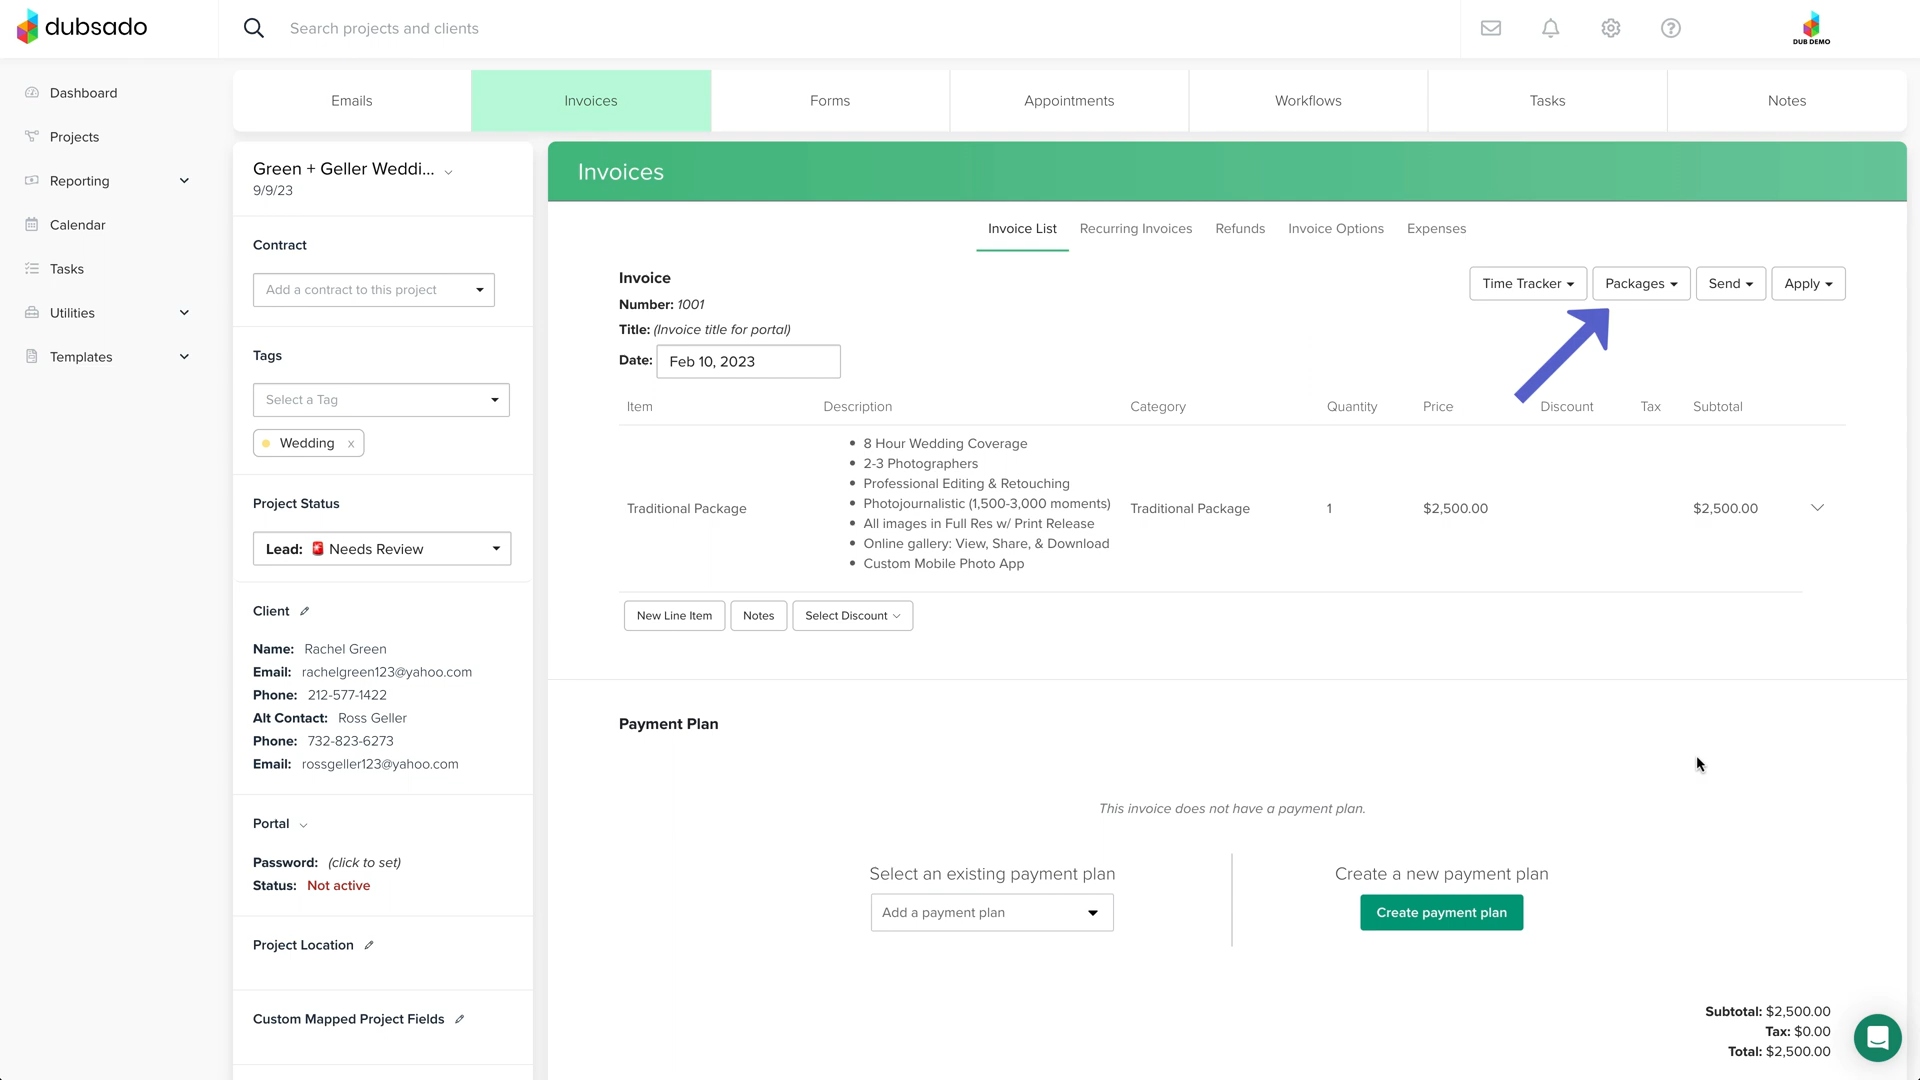 dubsado
Search projects and clients
DUB DEMO
Dashboard
Projects
Reporting
Calendar
Tasks
Utilities
Templates
Emails
Invoices
Forms
Appointments
Workflows
Tasks
Notes
Green + Geller Weddi...
9/9/23
Contract
Add a contract to this project
Tags
Select a Tag
Wedding x
Project Status
Lead: 🚨 Needs Review
Client
Name: Rachel Green
Email: rachelgreen123@yahoo.com
Phone: 212-577-1422
Alt Contact: Ross Geller
Phone: 732-823-6273
Email: rossgeller123@yahoo.com
Portal
Password: (click to set)
Status: Not active
Project Location
Custom Mapped Project Fields
Invoices
Invoice List
Recurring Invoices
Refunds
Invoice Options
Expenses
Invoice
Number: 1001
Title: (Invoice title for portal)
Date: Feb 10, 2023
Time Tracker
Packages
Send
Apply
Item Description Category Quantity Price Discount Tax Subtotal
Traditional Package
• 8 Hour Wedding Coverage
• 2-3 Photographers
• Professional Editing & Retouching
• Photojournalistic (1,500-3,000 moments)
• All images in Full Res w/ Print Release
• Online gallery: View, Share, & Download
• Custom Mobile Photo App
Traditional Package 1 $2,500.00 $2,500.00
New Line Item
Notes
Select Discount
Payment Plan
This invoice does not have a payment plan.
Select an existing payment plan
Add a payment plan
Create a new payment plan
Create payment plan
Subtotal: $2,500.00
Tax: $0.00
Total: $2,500.00